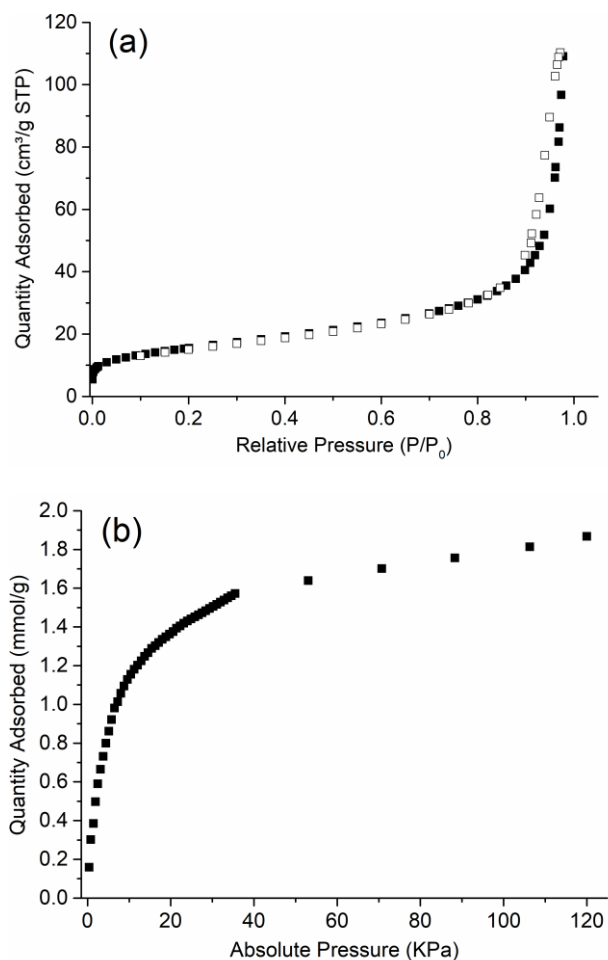 (a)
120
100
80
60
40
20
0
Quantity Adsorbed (cm³/g STP)
0.0 0.2 0.4 0.6 0.8 1.0
Relative Pressure (P/P₀)
(b)
2.0
1.8
1.6
1.4
1.2
1.0
0.8
0.6
0.4
0.2
0.0
Quantity Adsorbed (mmol/g)
0 20 40 60 80 100 120
Absolute Pressure (KPa)